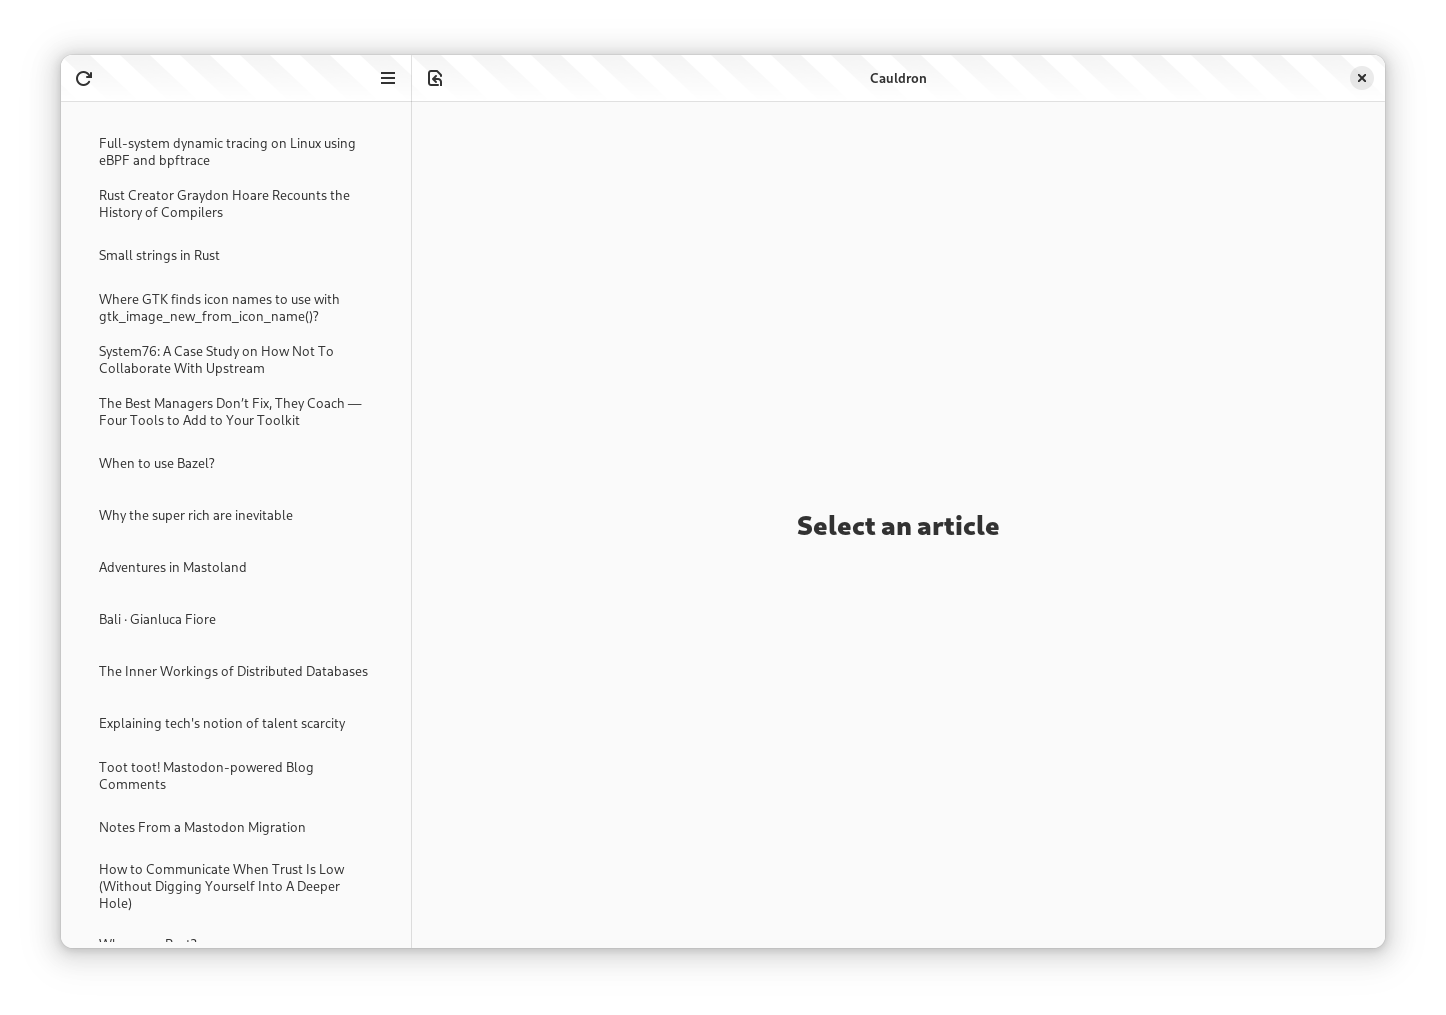 Cauldron
Full-system dynamic tracing on Linux using
eBPF and bpftrace
Rust Creator Graydon Hoare Recounts the
History of Compilers
Small strings in Rust
Where GTK finds icon names to use with
gtk_image_new_from_icon_name()?
System76: A Case Study on How Not To
Collaborate With Upstream
The Best Managers Don’t Fix, They Coach —
Four Tools to Add to Your Toolkit
When to use Bazel?
Why the super rich are inevitable
Adventures in Mastoland
Bali · Gianluca Fiore
The Inner Workings of Distributed Databases
Explaining tech's notion of talent scarcity
Toot toot! Mastodon-powered Blog
Comments
Notes From a Mastodon Migration
How to Communicate When Trust Is Low
(Without Digging Yourself Into A Deeper
Hole)
Select an article